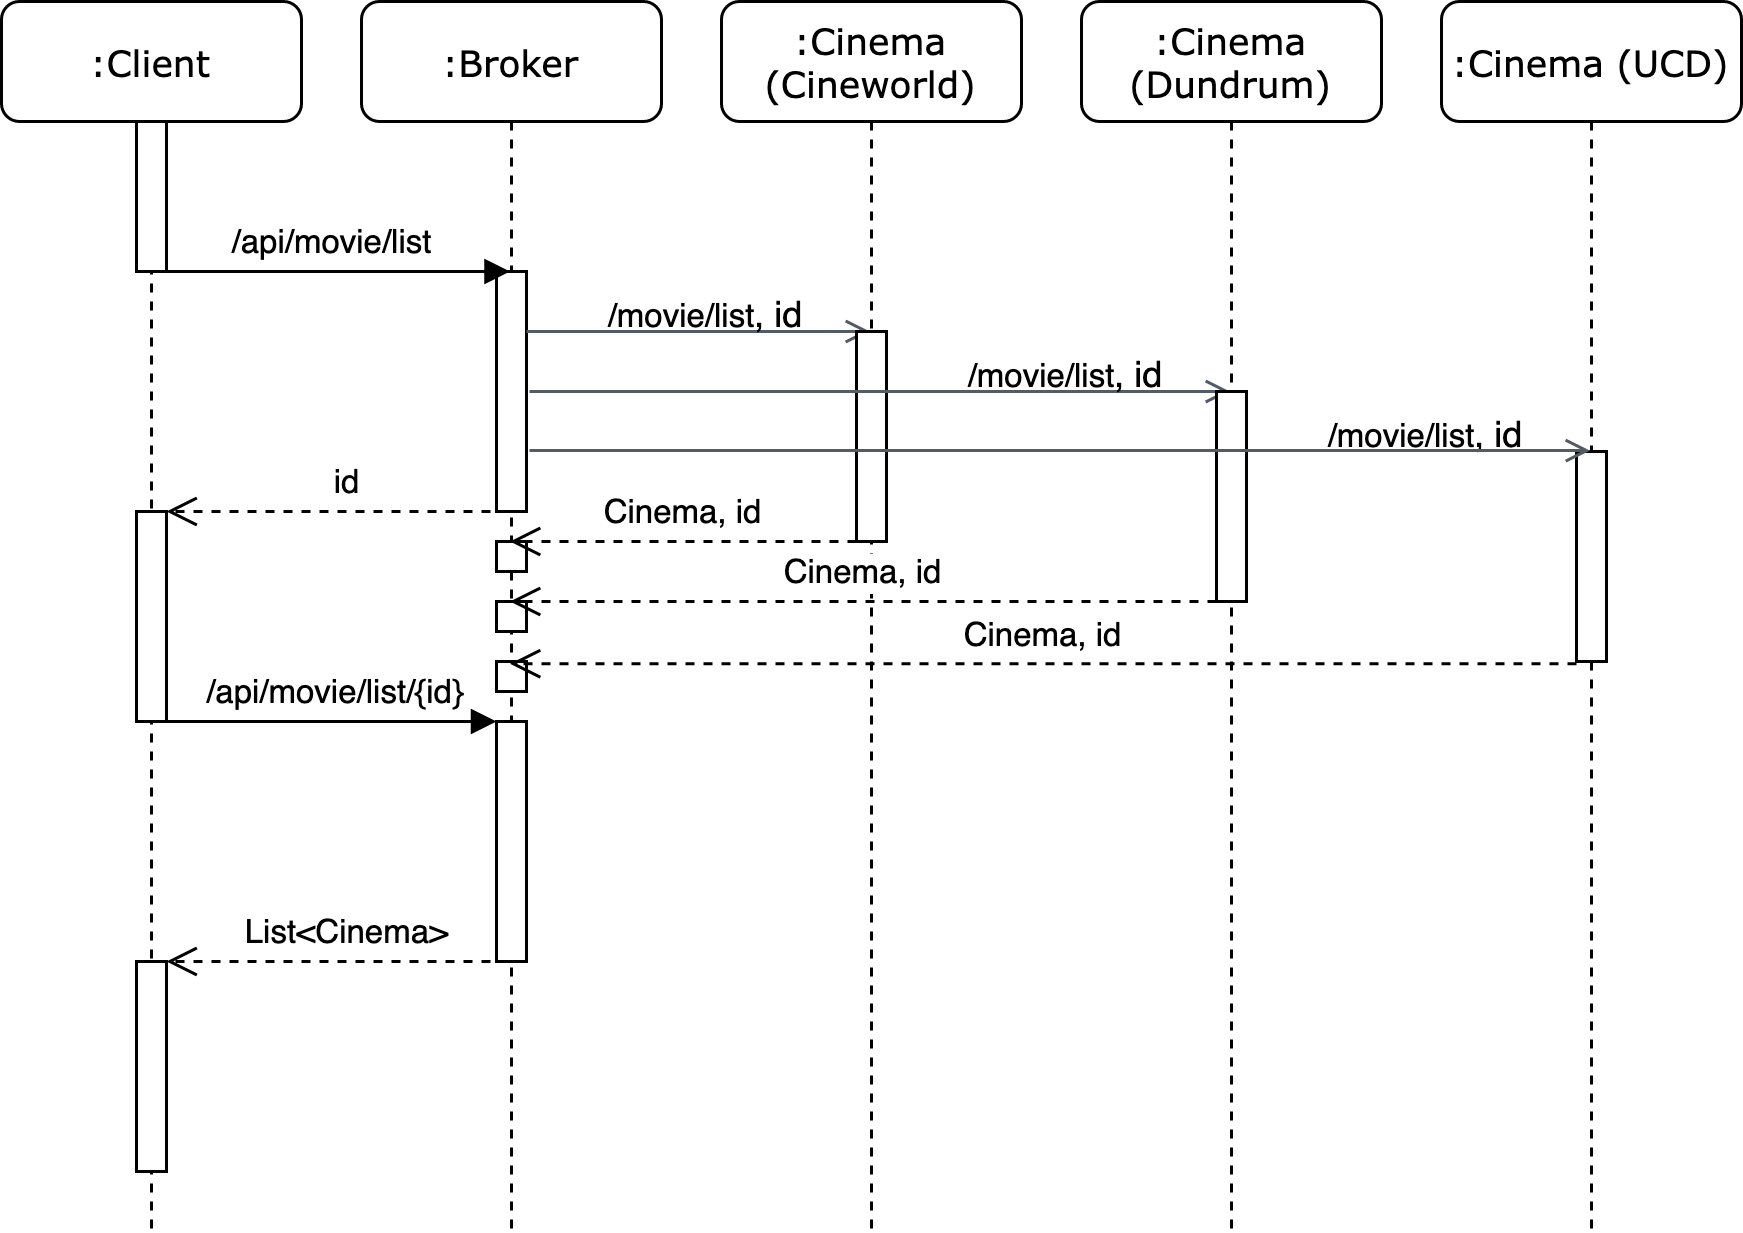 :Client
:Broker
:Cinema
(Cineworld)
:Cinema
(Dundrum)
:Cinema (UCD)
/api/movie/list
/movie/list, id
/movie/list, id
/movie/list, id
id
Cinema, id
Cinema, id
Cinema, id
/api/movie/list/{id}
List<Cinema>